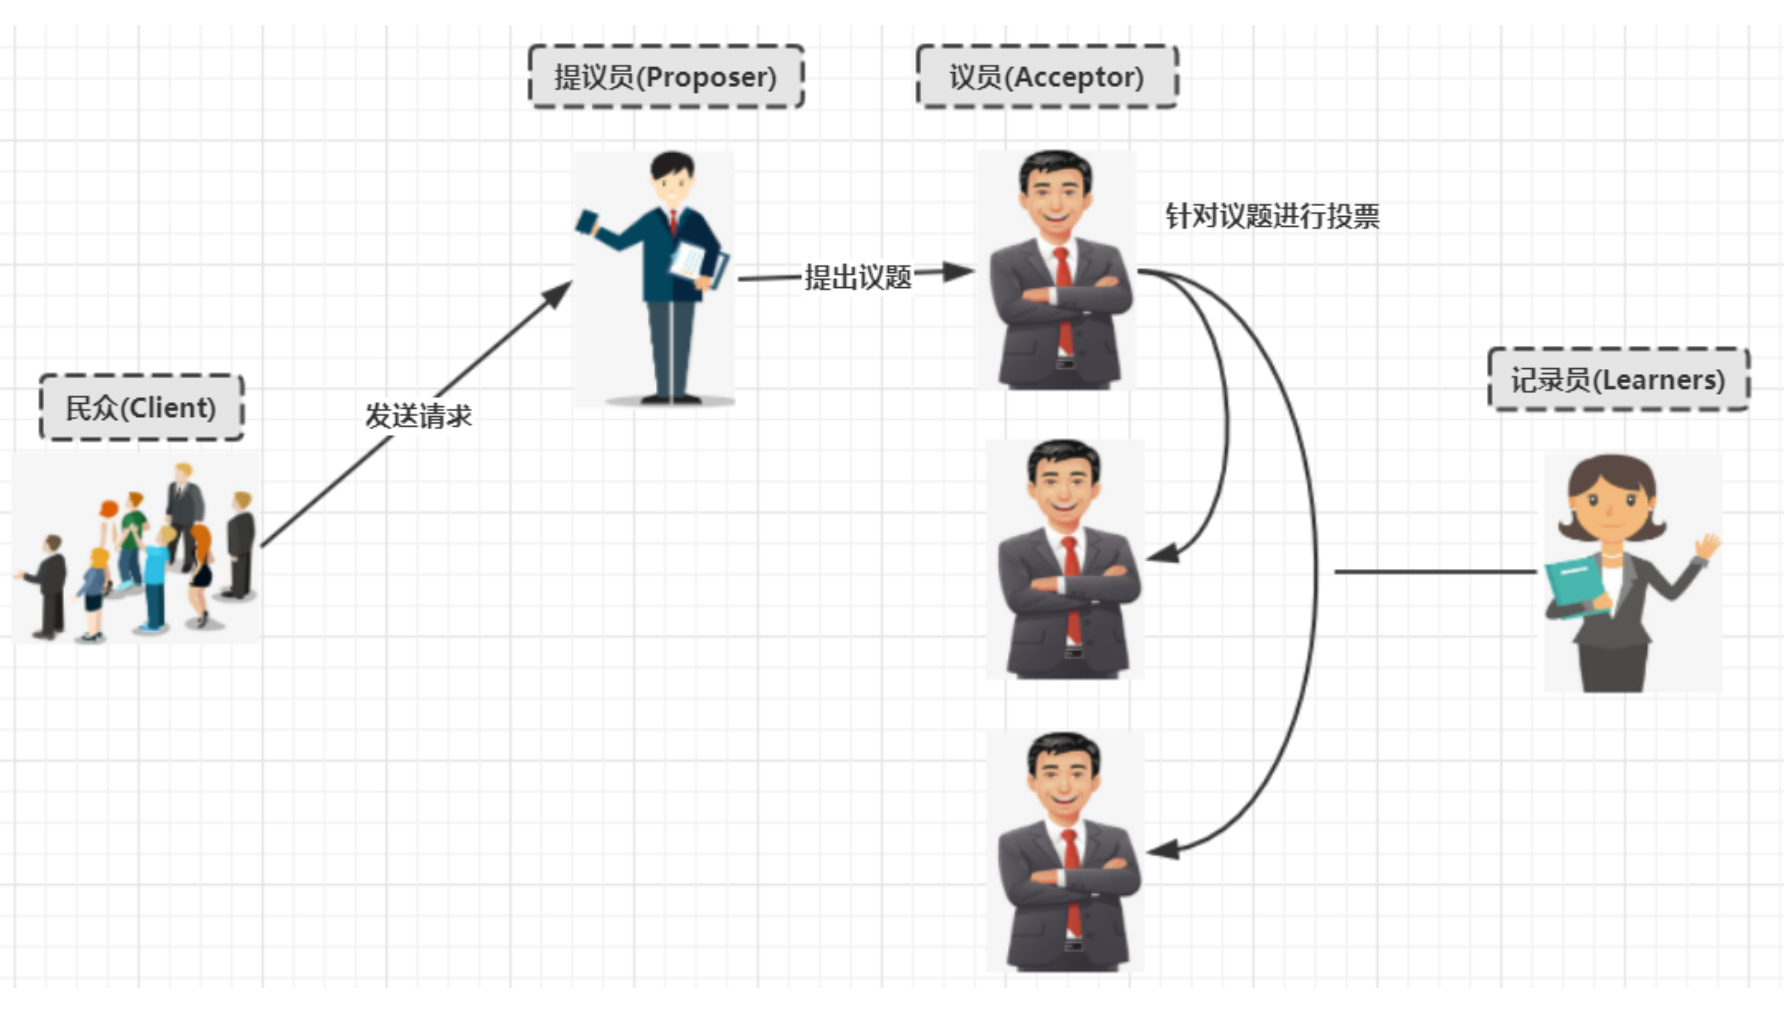 提议员(Proposer)
议员(Acceptor)
针对议题进行投票
提出议题
记录员(Learners)
民众(Client)
发送请求